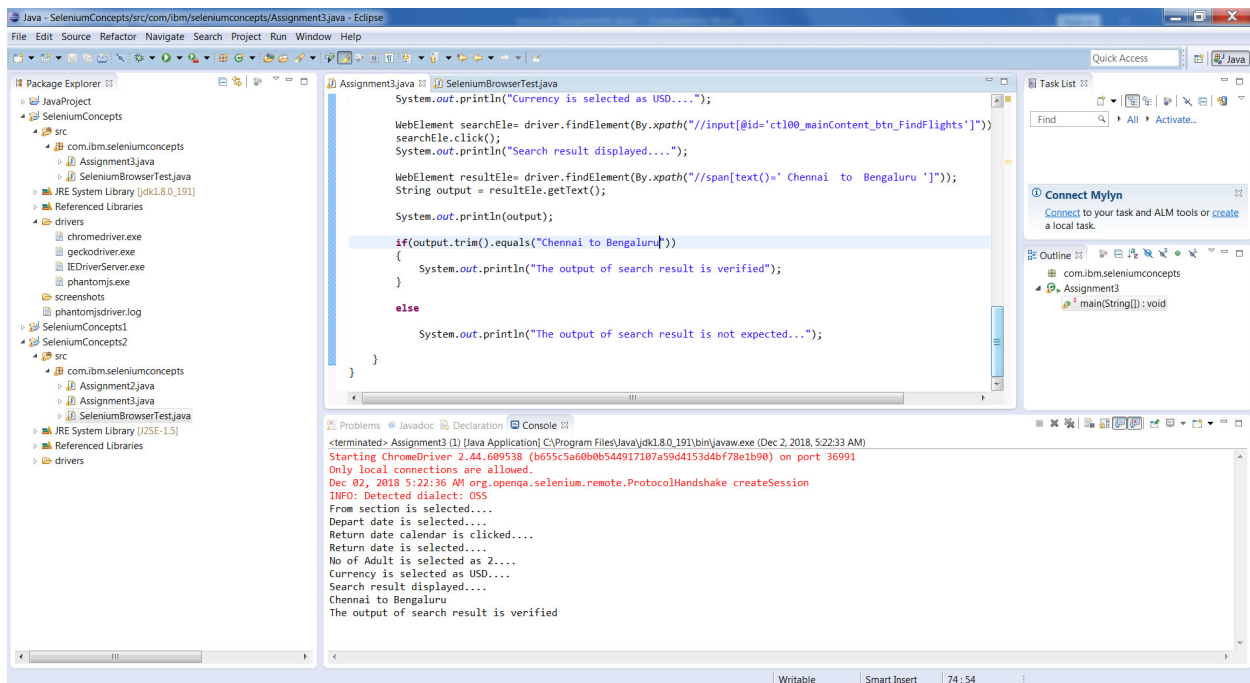 Java - SeleniumConcepts/src/com/ibm/seleniumconcepts/Assignment3.java - Eclipse
File Edit Source Refactor Navigate Search Project Run Window Help
Quick Access
Java
Package Explorer
JavaProject
SeleniumConcepts
src
com.ibm.seleniumconcepts
Assignment3.java
SeleniumBrowserTest.java
JRE System Library [jdk1.8.0_191]
Referenced Libraries
drivers
chromedriver.exe
geckodriver.exe
IEDriverServer.exe
phantomjs.exe
screenshots
phantomjsdriver.log
SeleniumConcepts1
SeleniumConcepts2
src
com.ibm.seleniumconcepts
Assignment2.java
Assignment3.java
SeleniumBrowserTest.java
JRE System Library [J2SE-1.5]
Referenced Libraries
drivers
Assignment3.java SeleniumBrowserTest.java
System.out.println("Currency is selected as USD....");
WebElement searchEle= driver.findElement(By.xpath("//input[@id='ctl00_mainContent_btn_FindFlights']"))
searchEle.click();
System.out.println("Search result displayed....");
WebElement resultEle= driver.findElement(By.xpath("//span[text()=' Chennai  to  Bengaluru ']"));
String output = resultEle.getText();
System.out.println(output);
if(output.trim().equals("Chennai to Bengaluru"))
{
System.out.println("The output of search result is verified");
}
else
System.out.println("The output of search result is not expected...");
}
}
Task List
Find All Activate...
Connect Mylyn
Connect to your task and ALM tools or create
a local task.
Outline
com.ibm.seleniumconcepts
Assignment3
main(String[]) : void
Problems Javadoc Declaration Console
<terminated> Assignment3 (1) [Java Application] C:\Program Files\Java\jdk1.8.0_191\bin\javaw.exe (Dec 2, 2018, 5:22:33 AM)
Starting ChromeDriver 2.44.609538 (b655c5a60b0b544917107a59d4153d4bf78e1b90) on port 36991
Only local connections are allowed.
Dec 02, 2018 5:22:36 AM org.openqa.selenium.remote.ProtocolHandshake createSession
INFO: Detected dialect: OSS
From section is selected....
Depart date is selected....
Return date calendar is clicked....
Return date is selected....
No of Adult is selected as 2....
Currency is selected as USD....
Search result displayed....
Chennai to Bengaluru
The output of search result is verified
Writable Smart Insert 74 : 54